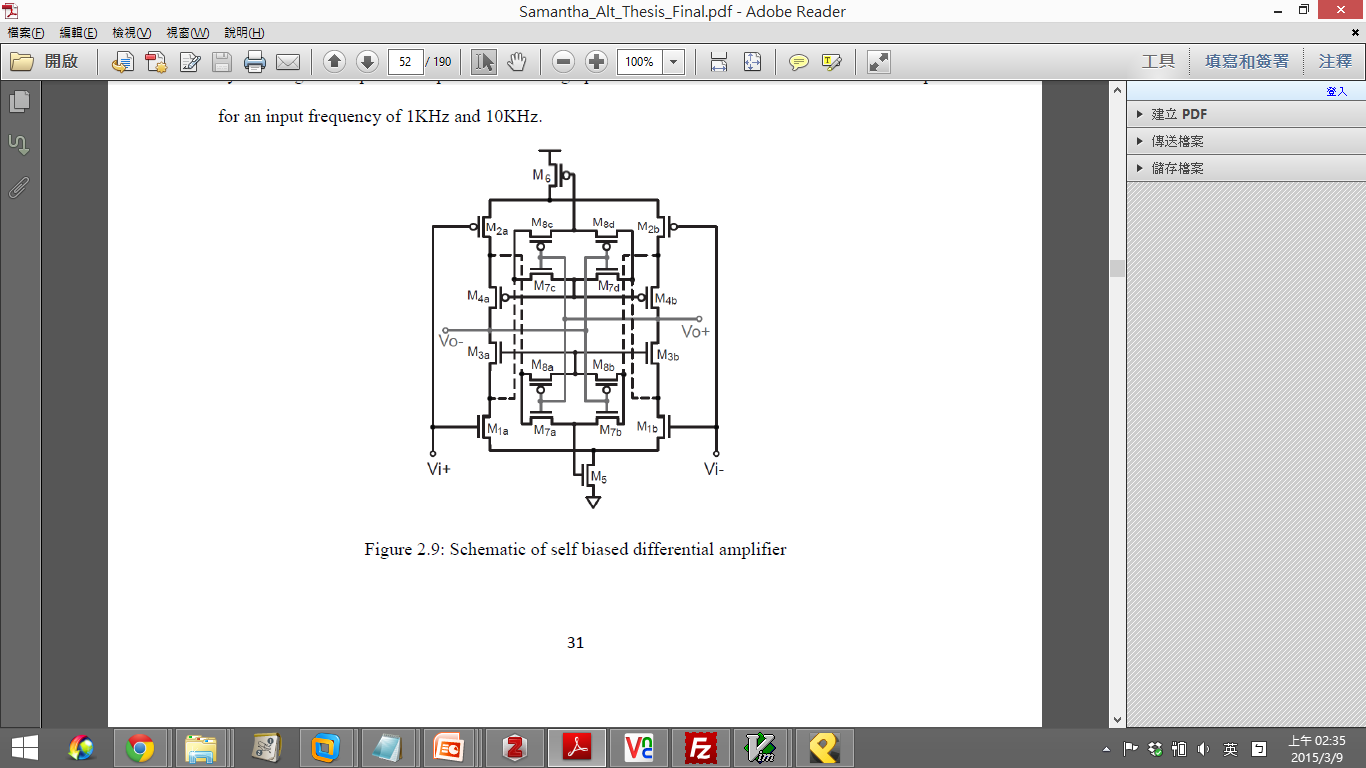 Samantha_Alt_Thesis_Final.pdf - Adobe Reader
檔案(F) 編輯(E) 檢視(V) 視窗(W) 說明(H)
開啟 52 / 190 100% 工具 填寫和簽署 注釋
登入
建立 PDF
傳送檔案
儲存檔案
for an input frequency of 1KHz and 10KHz.
M6
M2a M8c M8d M2b
M7c M7d
M4a M4b
Vo- Vo+
M3a M3b
M8a M8b
M1a M7a M7b M1b
Vi+ M5 Vi-
Figure 2.9: Schematic of self biased differential amplifier
31
英
上午 02:35
2015/3/9